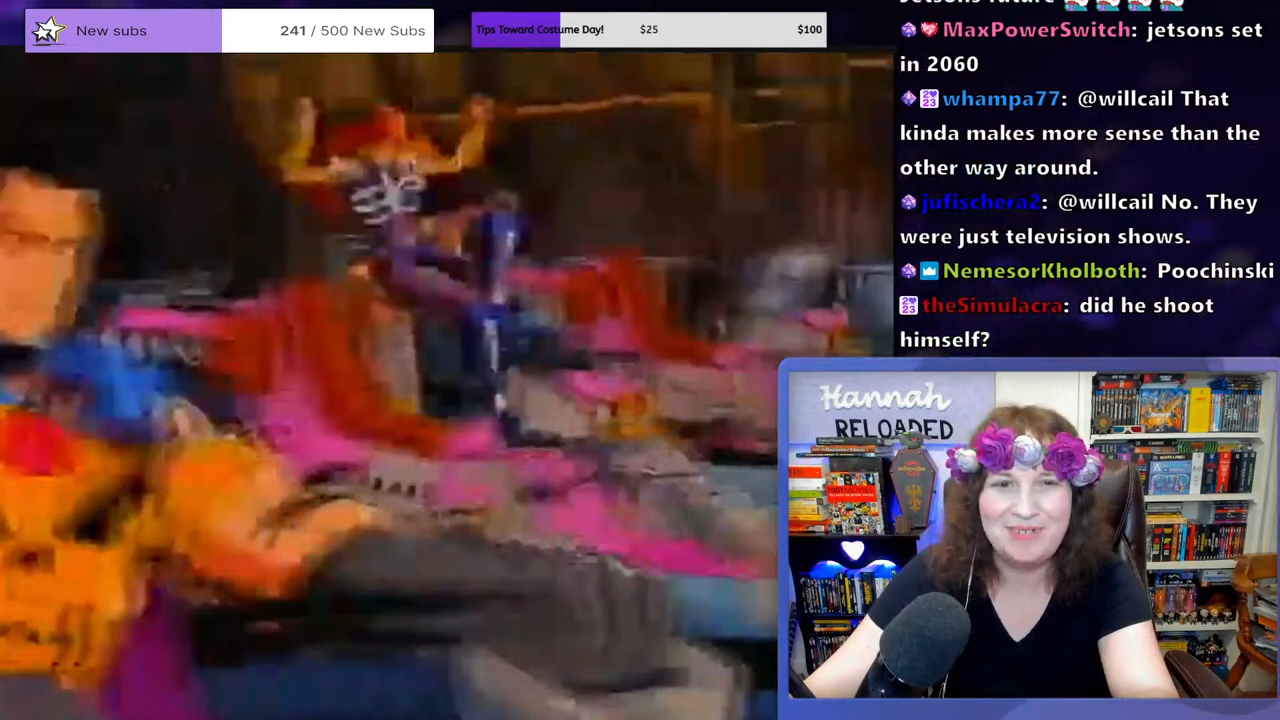 New subs
241 / 500 New Subs
Tips Toward Costume Day!
$25
$100
Jetsons future
MaxPowerSwitch: jetsons set
in 2060
whampa77: @willcail That
kinda makes more sense than the
other way around.
jufischera2: @willcail No. They
were just television shows.
NemesorKholboth: Poochinski
theSimulacra: did he shoot
himself?
Hannah
RELOADED